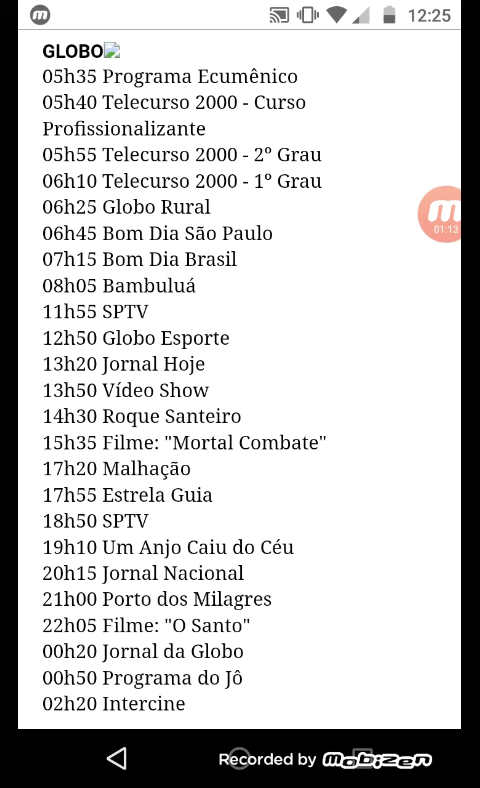 12:25
GLOBO
05h35 Programa Ecumênico
05h40 Telecurso 2000 - Curso
Profissionalizante
05h55 Telecurso 2000 - 2º Grau
06h10 Telecurso 2000 - 1º Grau
06h25 Globo Rural
06h45 Bom Dia São Paulo
07h15 Bom Dia Brasil
08h05 Bambuluá
11h55 SPTV
12h50 Globo Esporte
13h20 Jornal Hoje
13h50 Vídeo Show
14h30 Roque Santeiro
15h35 Filme: "Mortal Combate"
17h20 Malhação
17h55 Estrela Guia
18h50 SPTV
19h10 Um Anjo Caiu do Céu
20h15 Jornal Nacional
21h00 Porto dos Milagres
22h05 Filme: "O Santo"
00h20 Jornal da Globo
00h50 Programa do Jô
02h20 Intercine
m
01:13
Recorded by mobizen